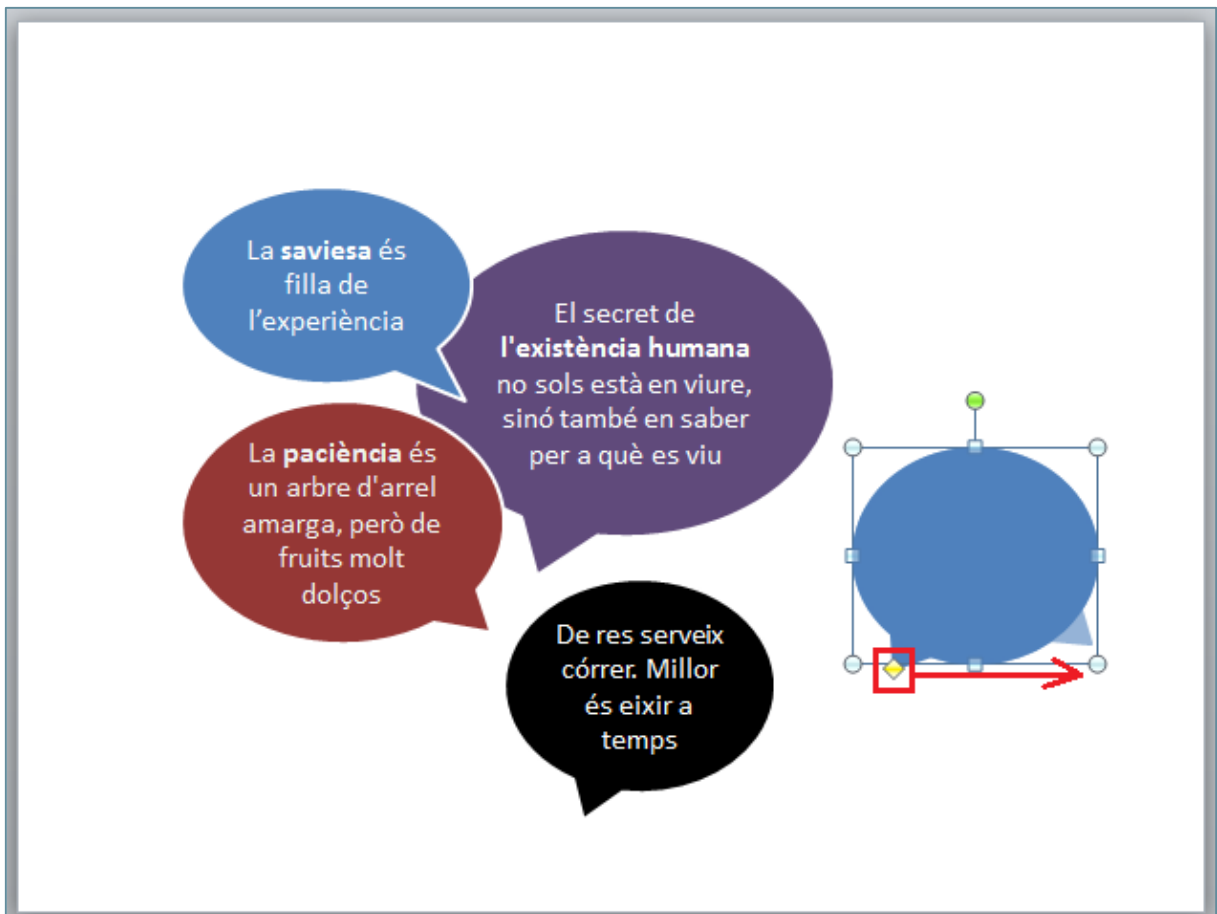 La saviesa és
filla de
l’experiència
El secret de
l'existència humana
no sols està en viure,
sinó també en saber
per a què es viu
La paciència és
un arbre d'arrel
amarga, però de
fruits molt
dolços
De res serveix
córrer. Millor
és eixir a
temps